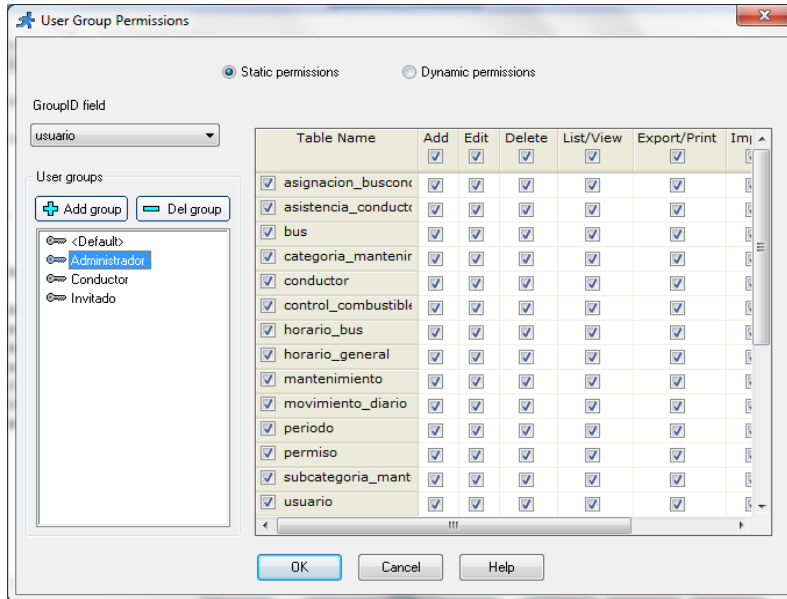 User Group Permissions
Static permissions Dynamic permissions
GroupID field
usuario
User groups
Add group Del group
<Default>
Administrador
Conductor
Invitado
Table Name Add Edit Delete List/View Export/Print
asignacion_buscon
asistencia_conduct
bus
categoria_mantenir
conductor
control_combustible
horario_bus
horario_general
mantenimiento
movimiento_diario
periodo
permiso
subcategoria_mant
usuario
OK Cancel Help